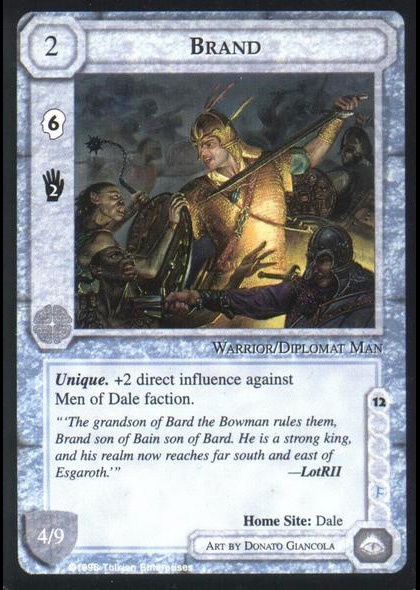 2
BRAND
6
2
WARRIOR/DIPLOMAT MAN
Unique. +2 direct influence against
Men of Dale faction.
12
“‘The grandson of Bard the Bowman rules them,
Brand son of Bain son of Bard. He is a strong king,
and his realm now reaches far south and east of
Esgaroth.’” —LotRII
F
Home Site: Dale
4/9
ART BY DONATO GIANCOLA
©1996 Tolkien Enterprises